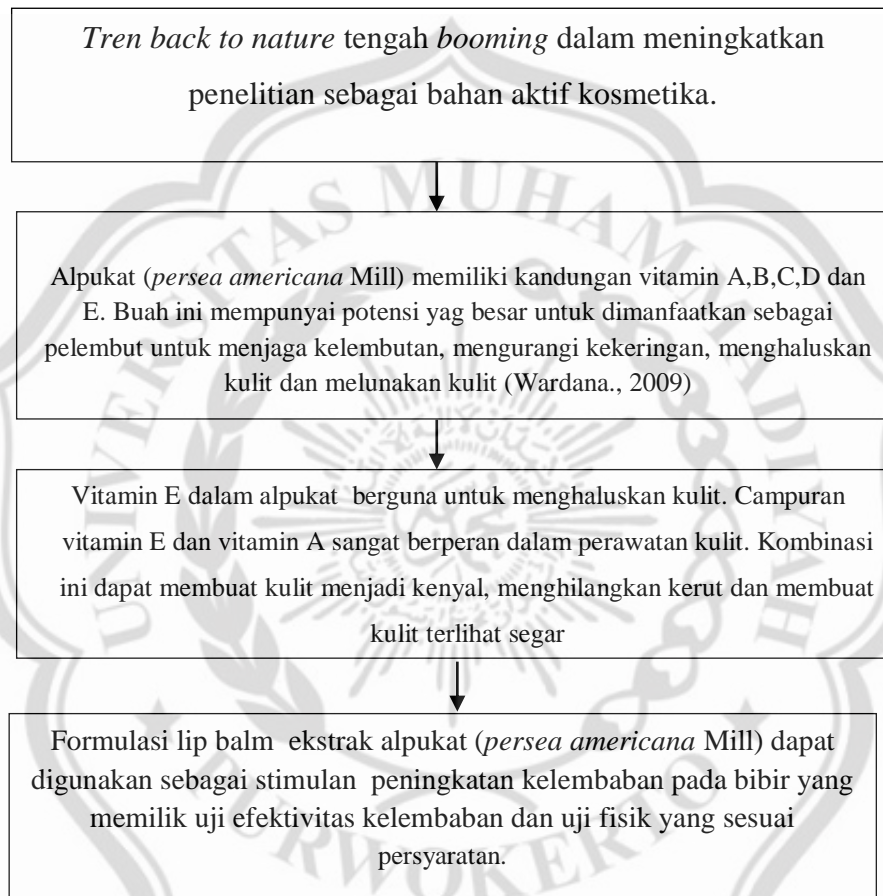 Tren back to nature tengah booming dalam meningkatkan
penelitian sebagai bahan aktif kosmetika.
Alpukat (persea americana Mill) memiliki kandungan vitamin A,B,C,D dan
E. Buah ini mempunyai potensi yag besar untuk dimanfaatkan sebagai
pelembut untuk menjaga kelembutan, mengurangi kekeringan, menghaluskan
kulit dan melunakan kulit (Wardana., 2009)
Vitamin E dalam alpukat berguna untuk menghaluskan kulit. Campuran
vitamin E dan vitamin A sangat berperan dalam perawatan kulit. Kombinasi
ini dapat membuat kulit menjadi kenyal, menghilangkan kerut dan membuat
kulit terlihat segar
Formulasi lip balm ekstrak alpukat (persea americana Mill) dapat
digunakan sebagai stimulan peningkatan kelembaban pada bibir yang
memilik uji efektivitas kelembaban dan uji fisik yang sesuai
persyaratan.
UNIVERSITAS MUHAMMADIYAH
PURWOKERTO